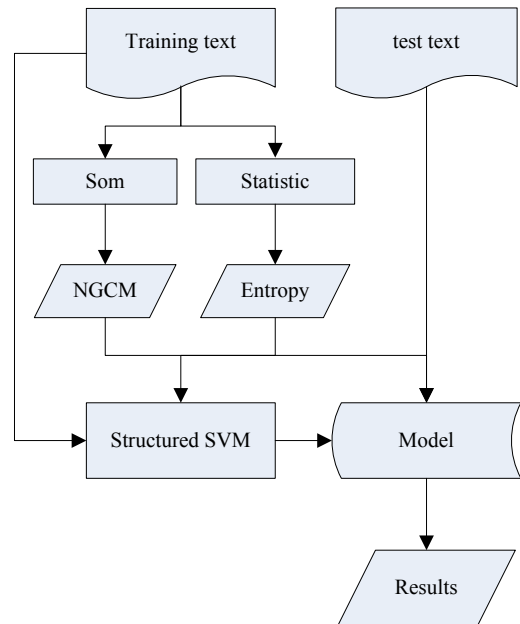 Training text
test text
Som
Statistic
NGCM
Entropy
Structured SVM
Model
Results